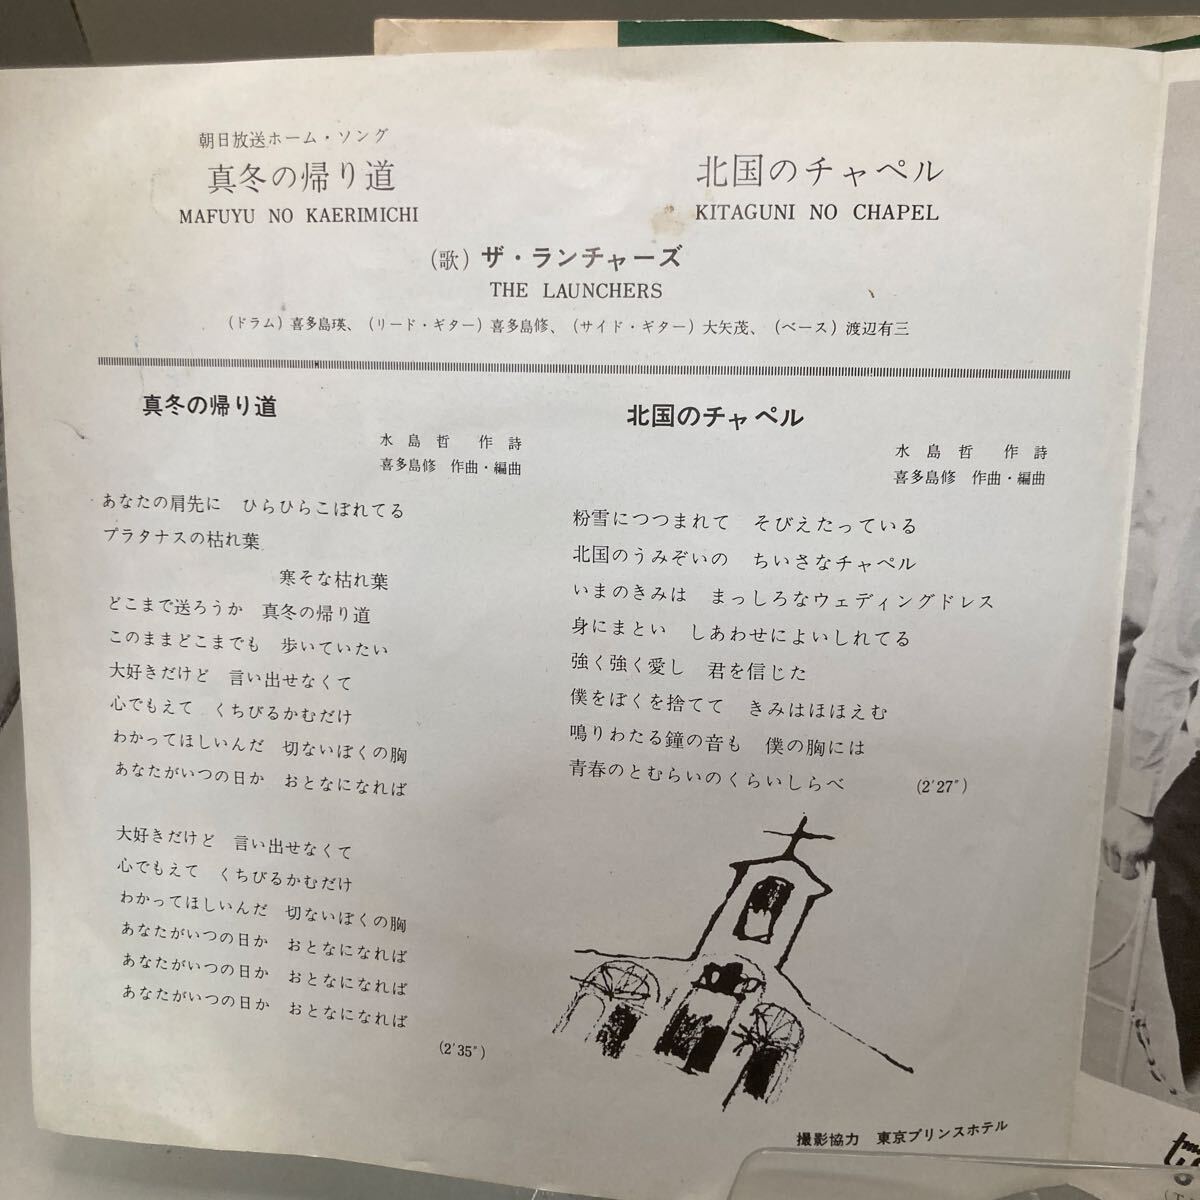 朝日放送ホーム・ソング
真冬の帰り道
MAFUYU NO KAERIMICHI
北国のチャペル
KITAGUNI NO CHAPEL
(歌) ザ・ランチャーズ
THE LAUNCHERS
(ドラム) 喜多島瑛、(リード・ギター) 喜多島修、(サイド・ギター) 大矢茂、(ベース) 渡辺有三
真冬の帰り道
水島哲 作詩
喜多島修 作曲・編曲
あなたの肩先に ひらひらこぼれてる
プラタナスの枯れ葉
寒そな枯れ葉
どこまで送ろうか 真冬の帰り道
このままどこまでも 歩いていたい
大好きだけど 言い出せなくて
心でもえて くちびるかむだけ
わかってほしいんだ 切ないぼくの胸
あなたがいつの日か おとなになれば
大好きだけど 言い出せなくて
心でもえて くちびるかむだけ
わかってほしいんだ 切ないぼくの胸
あなたがいつの日か おとなになれば
あなたがいつの日か おとなになれば
あなたがいつの日か おとなになれば
(2′35″)
北国のチャペル
水島哲 作詩
喜多島修 作曲・編曲
粉雪につつまれて そびえたっている
北国のうみぞいの ちいさなチャペル
いまのきみは まっしろなウェディングドレス
身にまとい しあわせによいしれてる
強く強く愛し 君を信じた
僕をぼくを捨てて きみはほほえむ
鳴りわたる鐘の音も 僕の胸には
青春のとむらいのくらいしらべ
(2′27″)
撮影協力 東京プリンスホテル